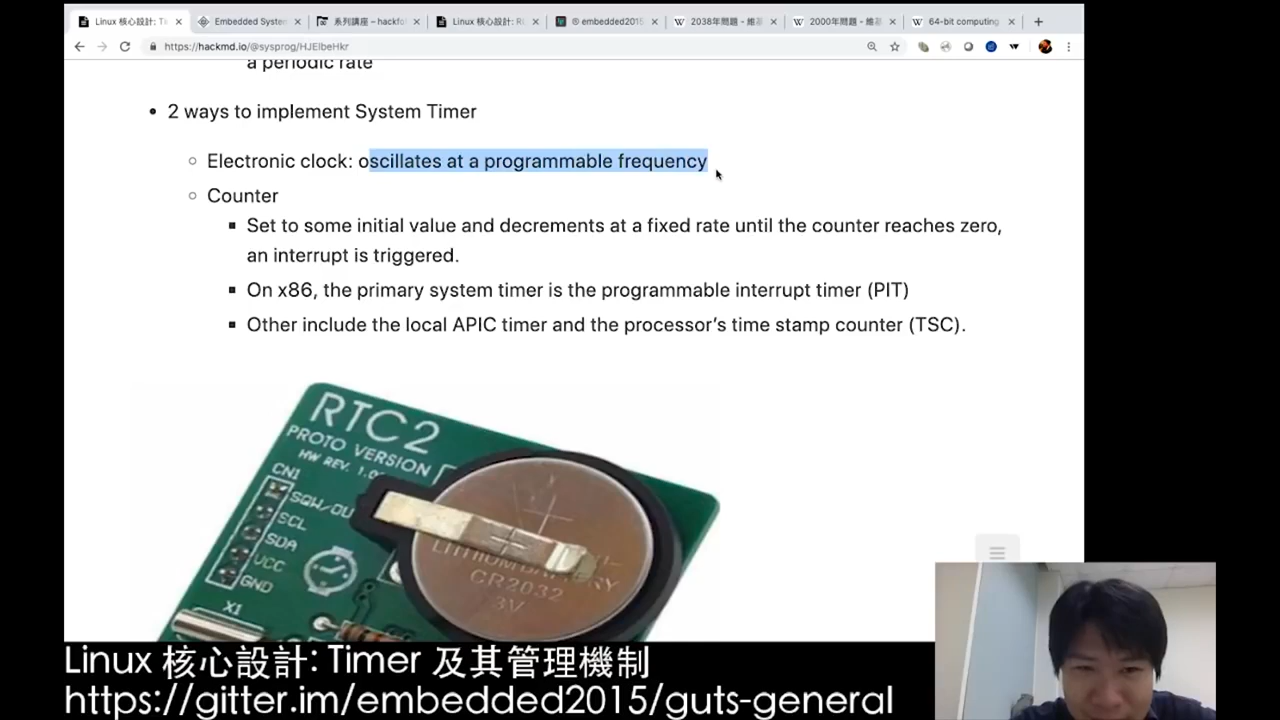 Linux 核心設計: Ti
Embedded System
系列講座 – hackfo
Linux 核心設計: RL
embedded2015
2038年問題 - 維基
2000年問題 - 維基
64-bit computing
https://hackmd.io/@sysprog/HJEIbeHkr
a periodic rate
2 ways to implement System Timer
Electronic clock: oscillates at a programmable frequency
Counter
Set to some initial value and decrements at a fixed rate until the counter reaches zero,
an interrupt is triggered.
On x86, the primary system timer is the programmable interrupt timer (PIT)
Other include the local APIC timer and the processor's time stamp counter (TSC).
RTC2
PROTO VERSION
HW REV. 1.0
CN1
SQW/OU
SCL
SDA
VCC
GND
X1
LITHIUM BATTERY
CR2032
3V
Linux 核心設計: Timer 及其管理機制
https://gitter.im/embedded2015/guts-general